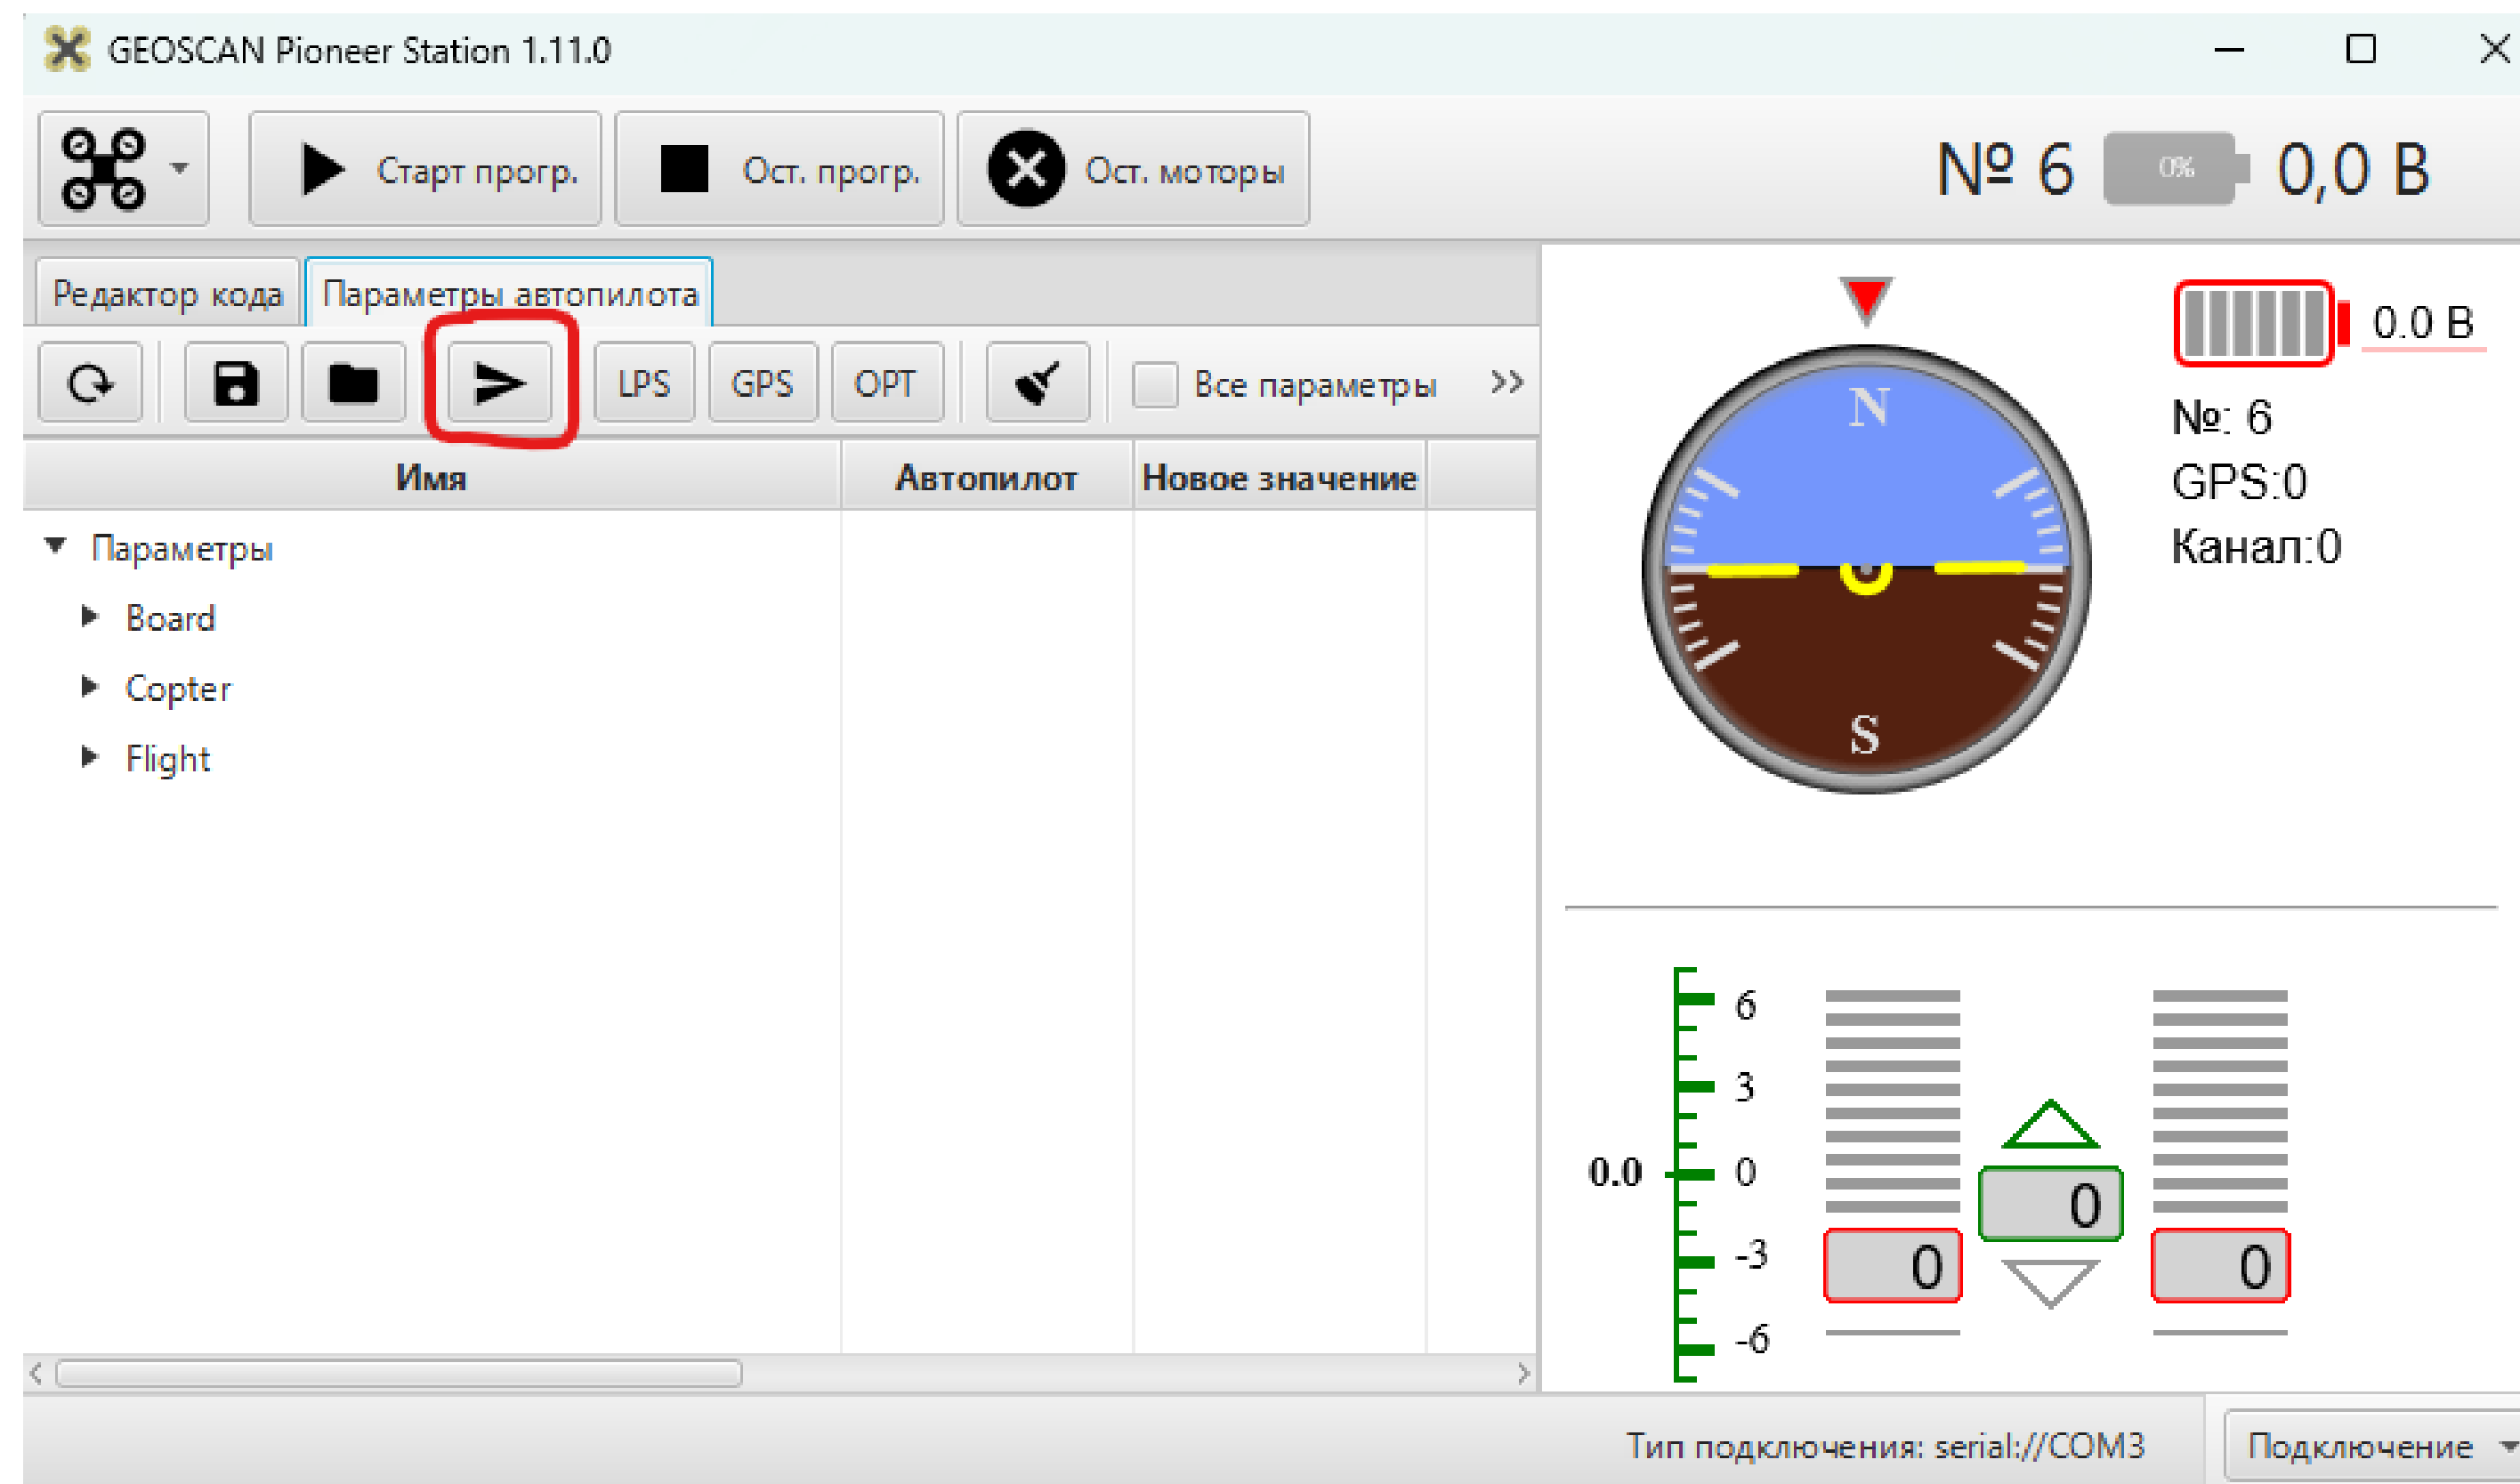 GEOSCAN Pioneer Station 1.11.0
Старт прогр. Ост. прогр. Ост. моторы № 6 0% 0,0 В
Редактор кода Параметры автопилота
LPS GPS OPT Все параметры >>
Имя Автопилот Новое значение
Параметры
Board
Copter
Flight
N
S
0.0 В
№: 6
GPS:0
Канал:0
6
3
0.0 0
-3
-6
0
0
0
Тип подключения: serial://COM3 Подключение